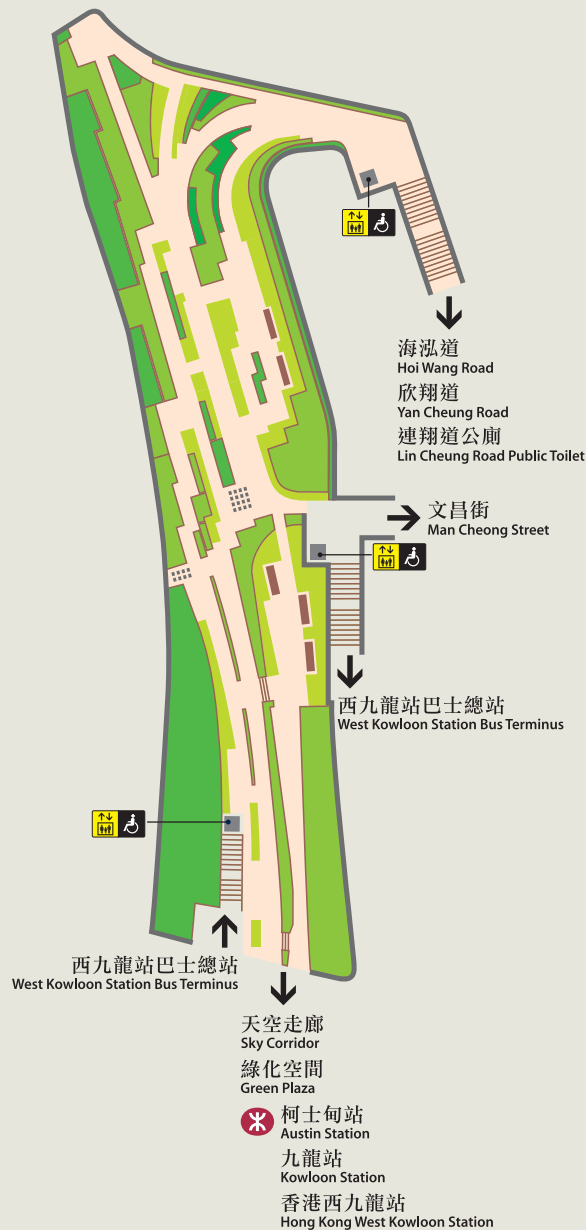 海泓道
Hoi Wang Road
欣翔道
Yan Cheung Road
連翔道公廁
Lin Cheung Road Public Toilet
文昌街
Man Cheong Street
西九龍站巴士總站
West Kowloon Station Bus Terminus
西九龍站巴士總站
West Kowloon Station Bus Terminus
天空走廊
Sky Corridor
綠化空間
Green Plaza
柯士甸站
Austin Station
九龍站
Kowloon Station
香港西九龍站
Hong Kong West Kowloon Station